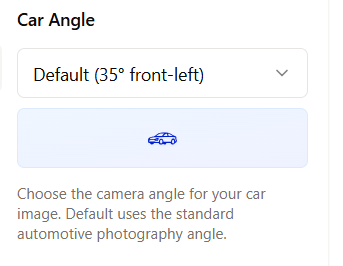 Car Angle
Default (35° front-left)
Choose the camera angle for your car
image. Default uses the standard
automotive photography angle.